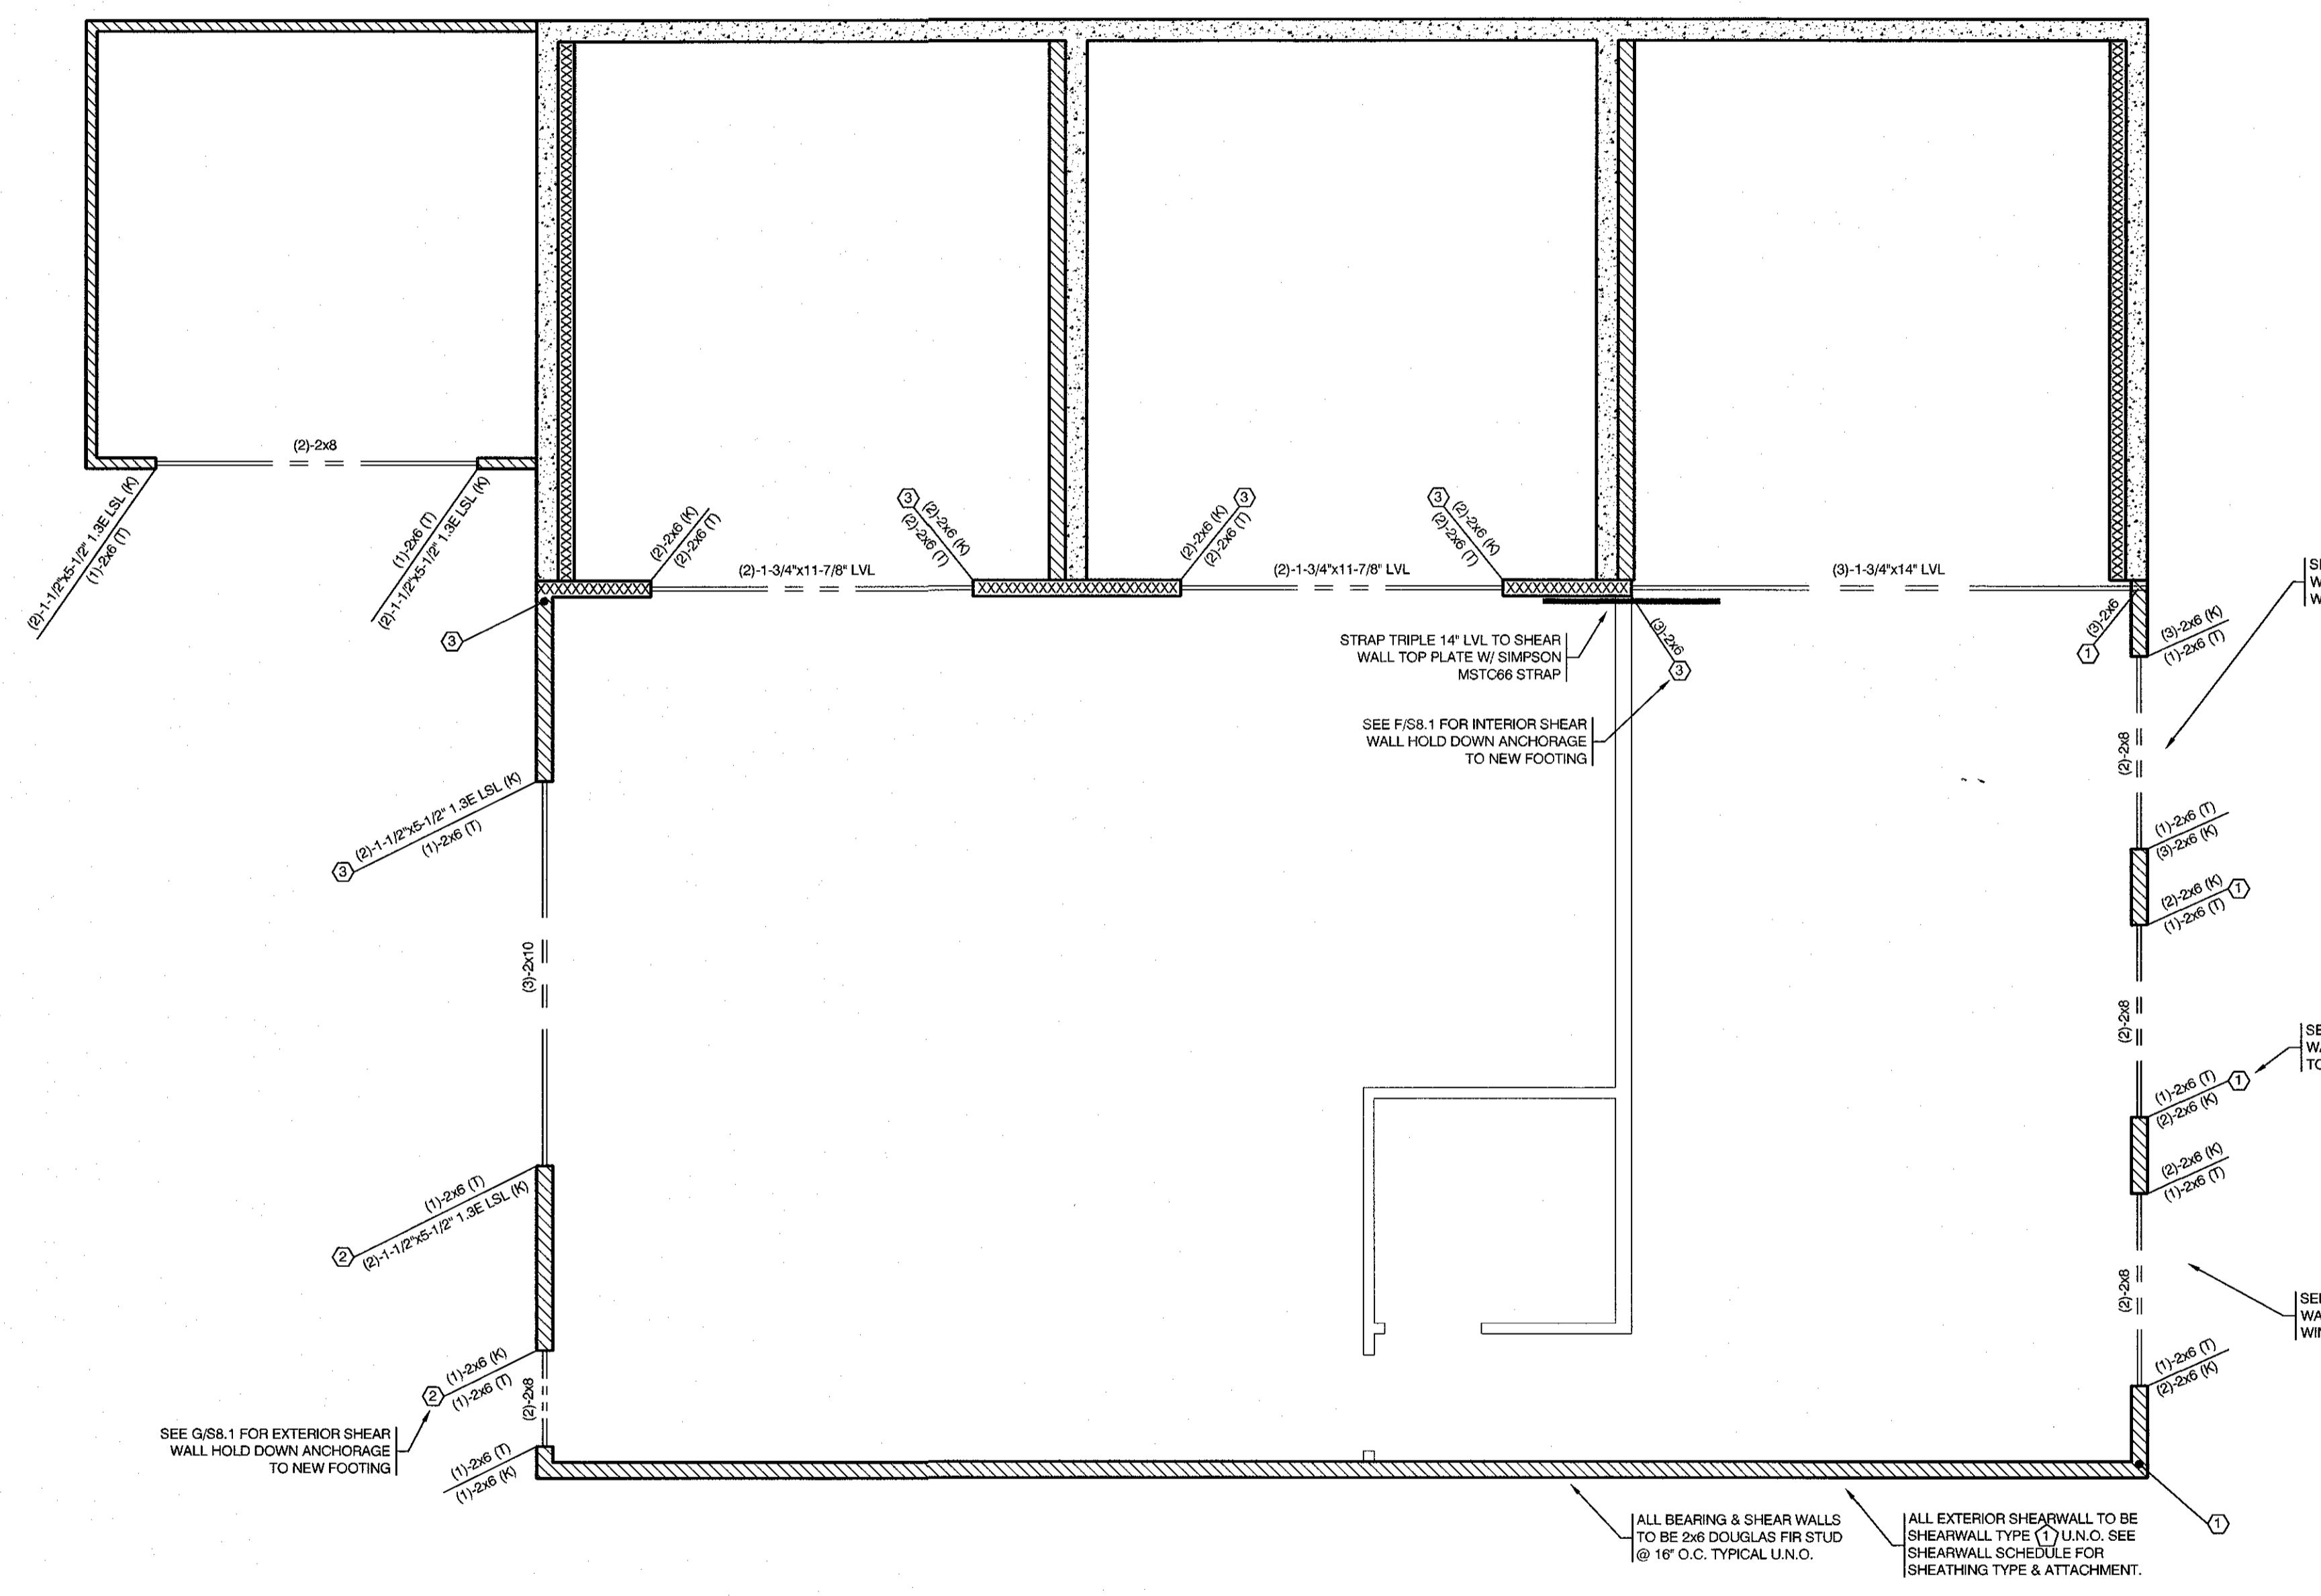 (2)-2x8
(2)-1-1/2"x5-1/2" 1.3E LSL (K)
(1)-2x6 (T)
(1)-2x6 (T)
(2)-1-1/2"x5-1/2" 1.3E LSL (K)
(2)-2x6 (K)
(2)-2x6 (T)
(2)-1-3/4"x11-7/8" LVL
3
(2)-2x6 (K)
(2)-2x6 (T)
3
(2)-2x6 (K)
(2)-2x6 (T)
(2)-1-3/4"x11-7/8" LVL
3
(2)-2x6 (K)
(2)-2x6 (T)
(3)-1-3/4"x14" LVL
3
STRAP TRIPLE 14" LVL TO SHEAR
WALL TOP PLATE W/ SIMPSON
MSTC66 STRAP
(3)-2x6
3
SEE F/S8.1 FOR INTERIOR SHEAR
WALL HOLD DOWN ANCHORAGE
TO NEW FOOTING
(3)-2x6
1
(3)-2x6 (K)
(1)-2x6 (T)
(2)-2x8
(1)-2x6 (T)
(3)-2x6 (K)
(2)-2x6 (K)
1
(1)-2x6 (T)
(2)-2x8
(1)-2x6 (T)
1
(2)-2x6 (K)
(2)-2x6 (K)
(1)-2x6 (T)
(2)-2x8
(1)-2x6 (T)
(2)-2x6 (K)
(2)-1-1/2"x5-1/2" 1.3E LSL (K)
3
(1)-2x6 (T)
(3)-2x10
(1)-2x6 (T)
2
(2)-1-1/2"x5-1/2" 1.3E LSL (K)
(1)-2x6 (K)
2
(1)-2x6 (T)
(2)-2x8
SEE G/S8.1 FOR EXTERIOR SHEAR
WALL HOLD DOWN ANCHORAGE
TO NEW FOOTING
(1)-2x6 (T)
(1)-2x6 (K)
ALL BEARING & SHEAR WALLS
TO BE 2x6 DOUGLAS FIR STUD
@ 16" O.C. TYPICAL U.N.O.
ALL EXTERIOR SHEARWALL TO BE
SHEARWALL TYPE 1 U.N.O. SEE
SHEARWALL SCHEDULE FOR
SHEATHING TYPE & ATTACHMENT.
1